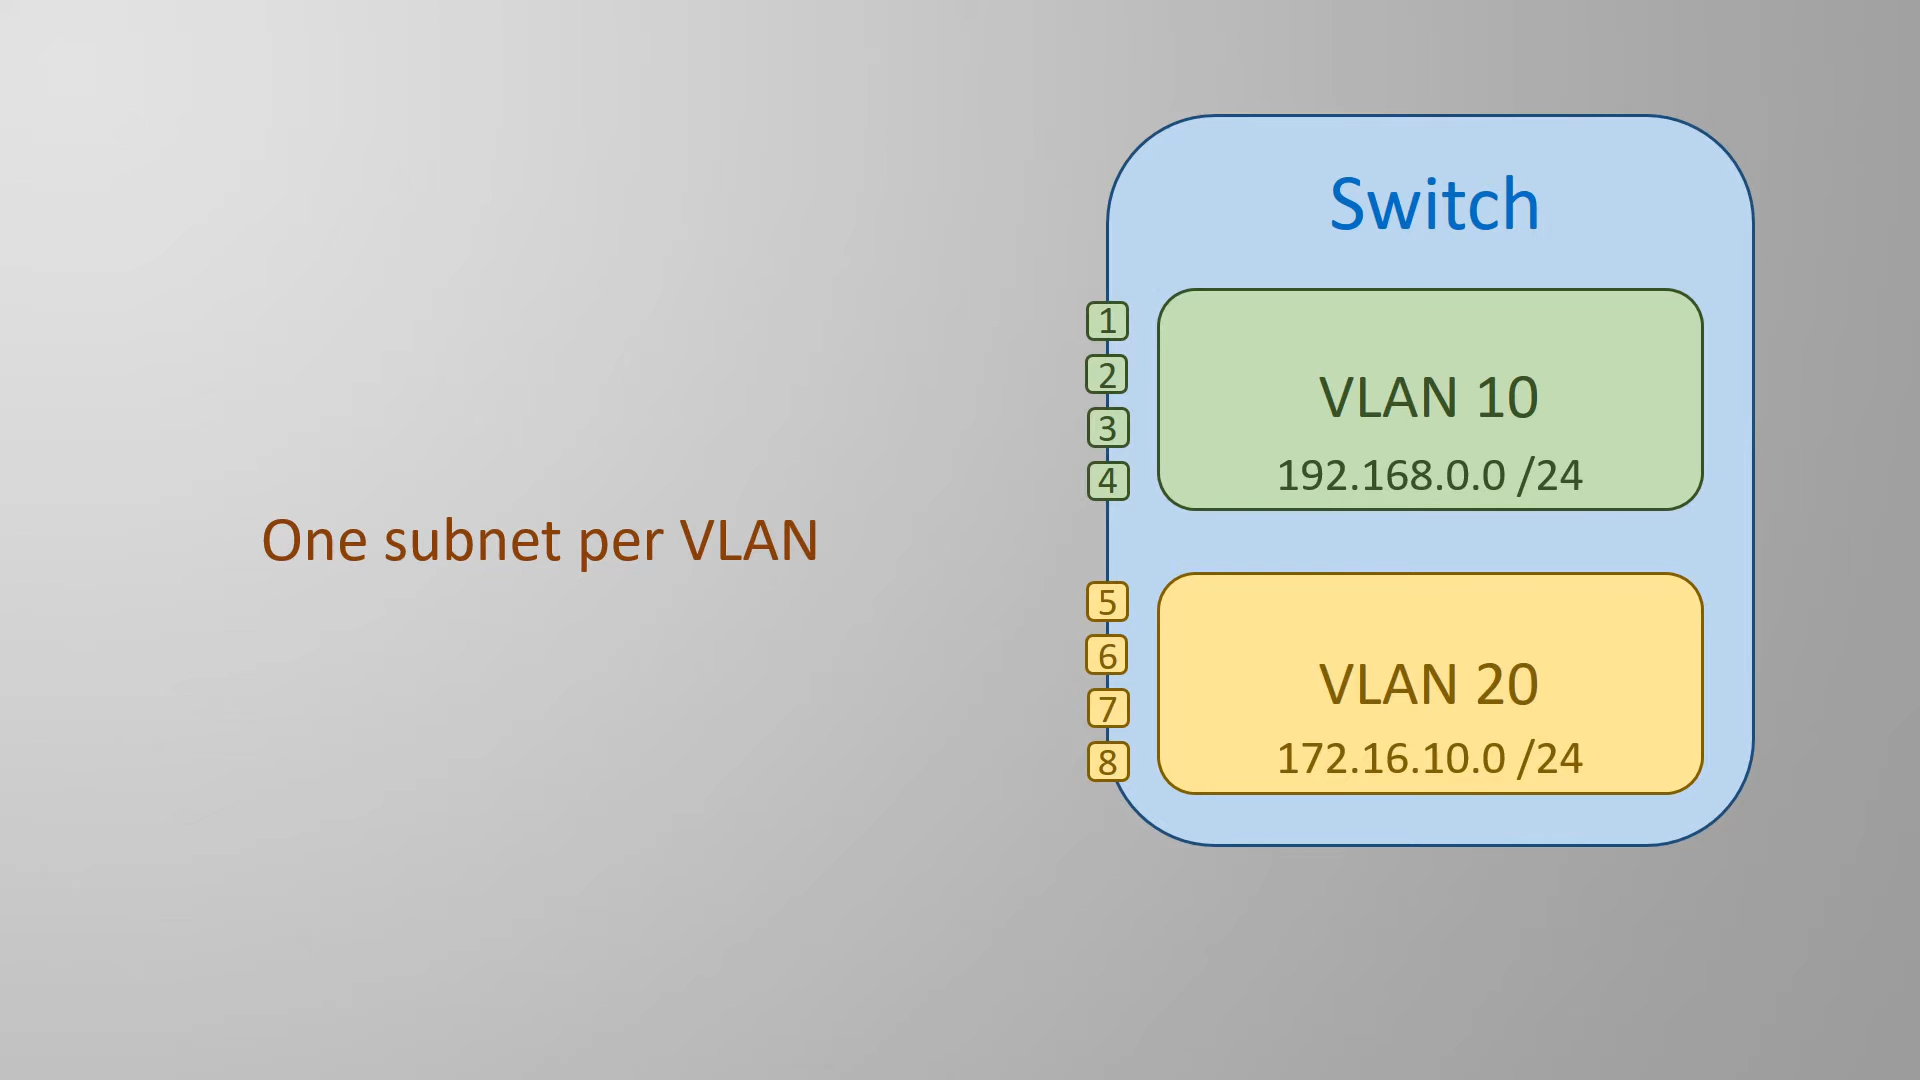 One subnet per VLAN
Switch
1
2
3
4
VLAN 10
192.168.0.0 /24
5
6
7
8
VLAN 20
172.16.10.0 /24